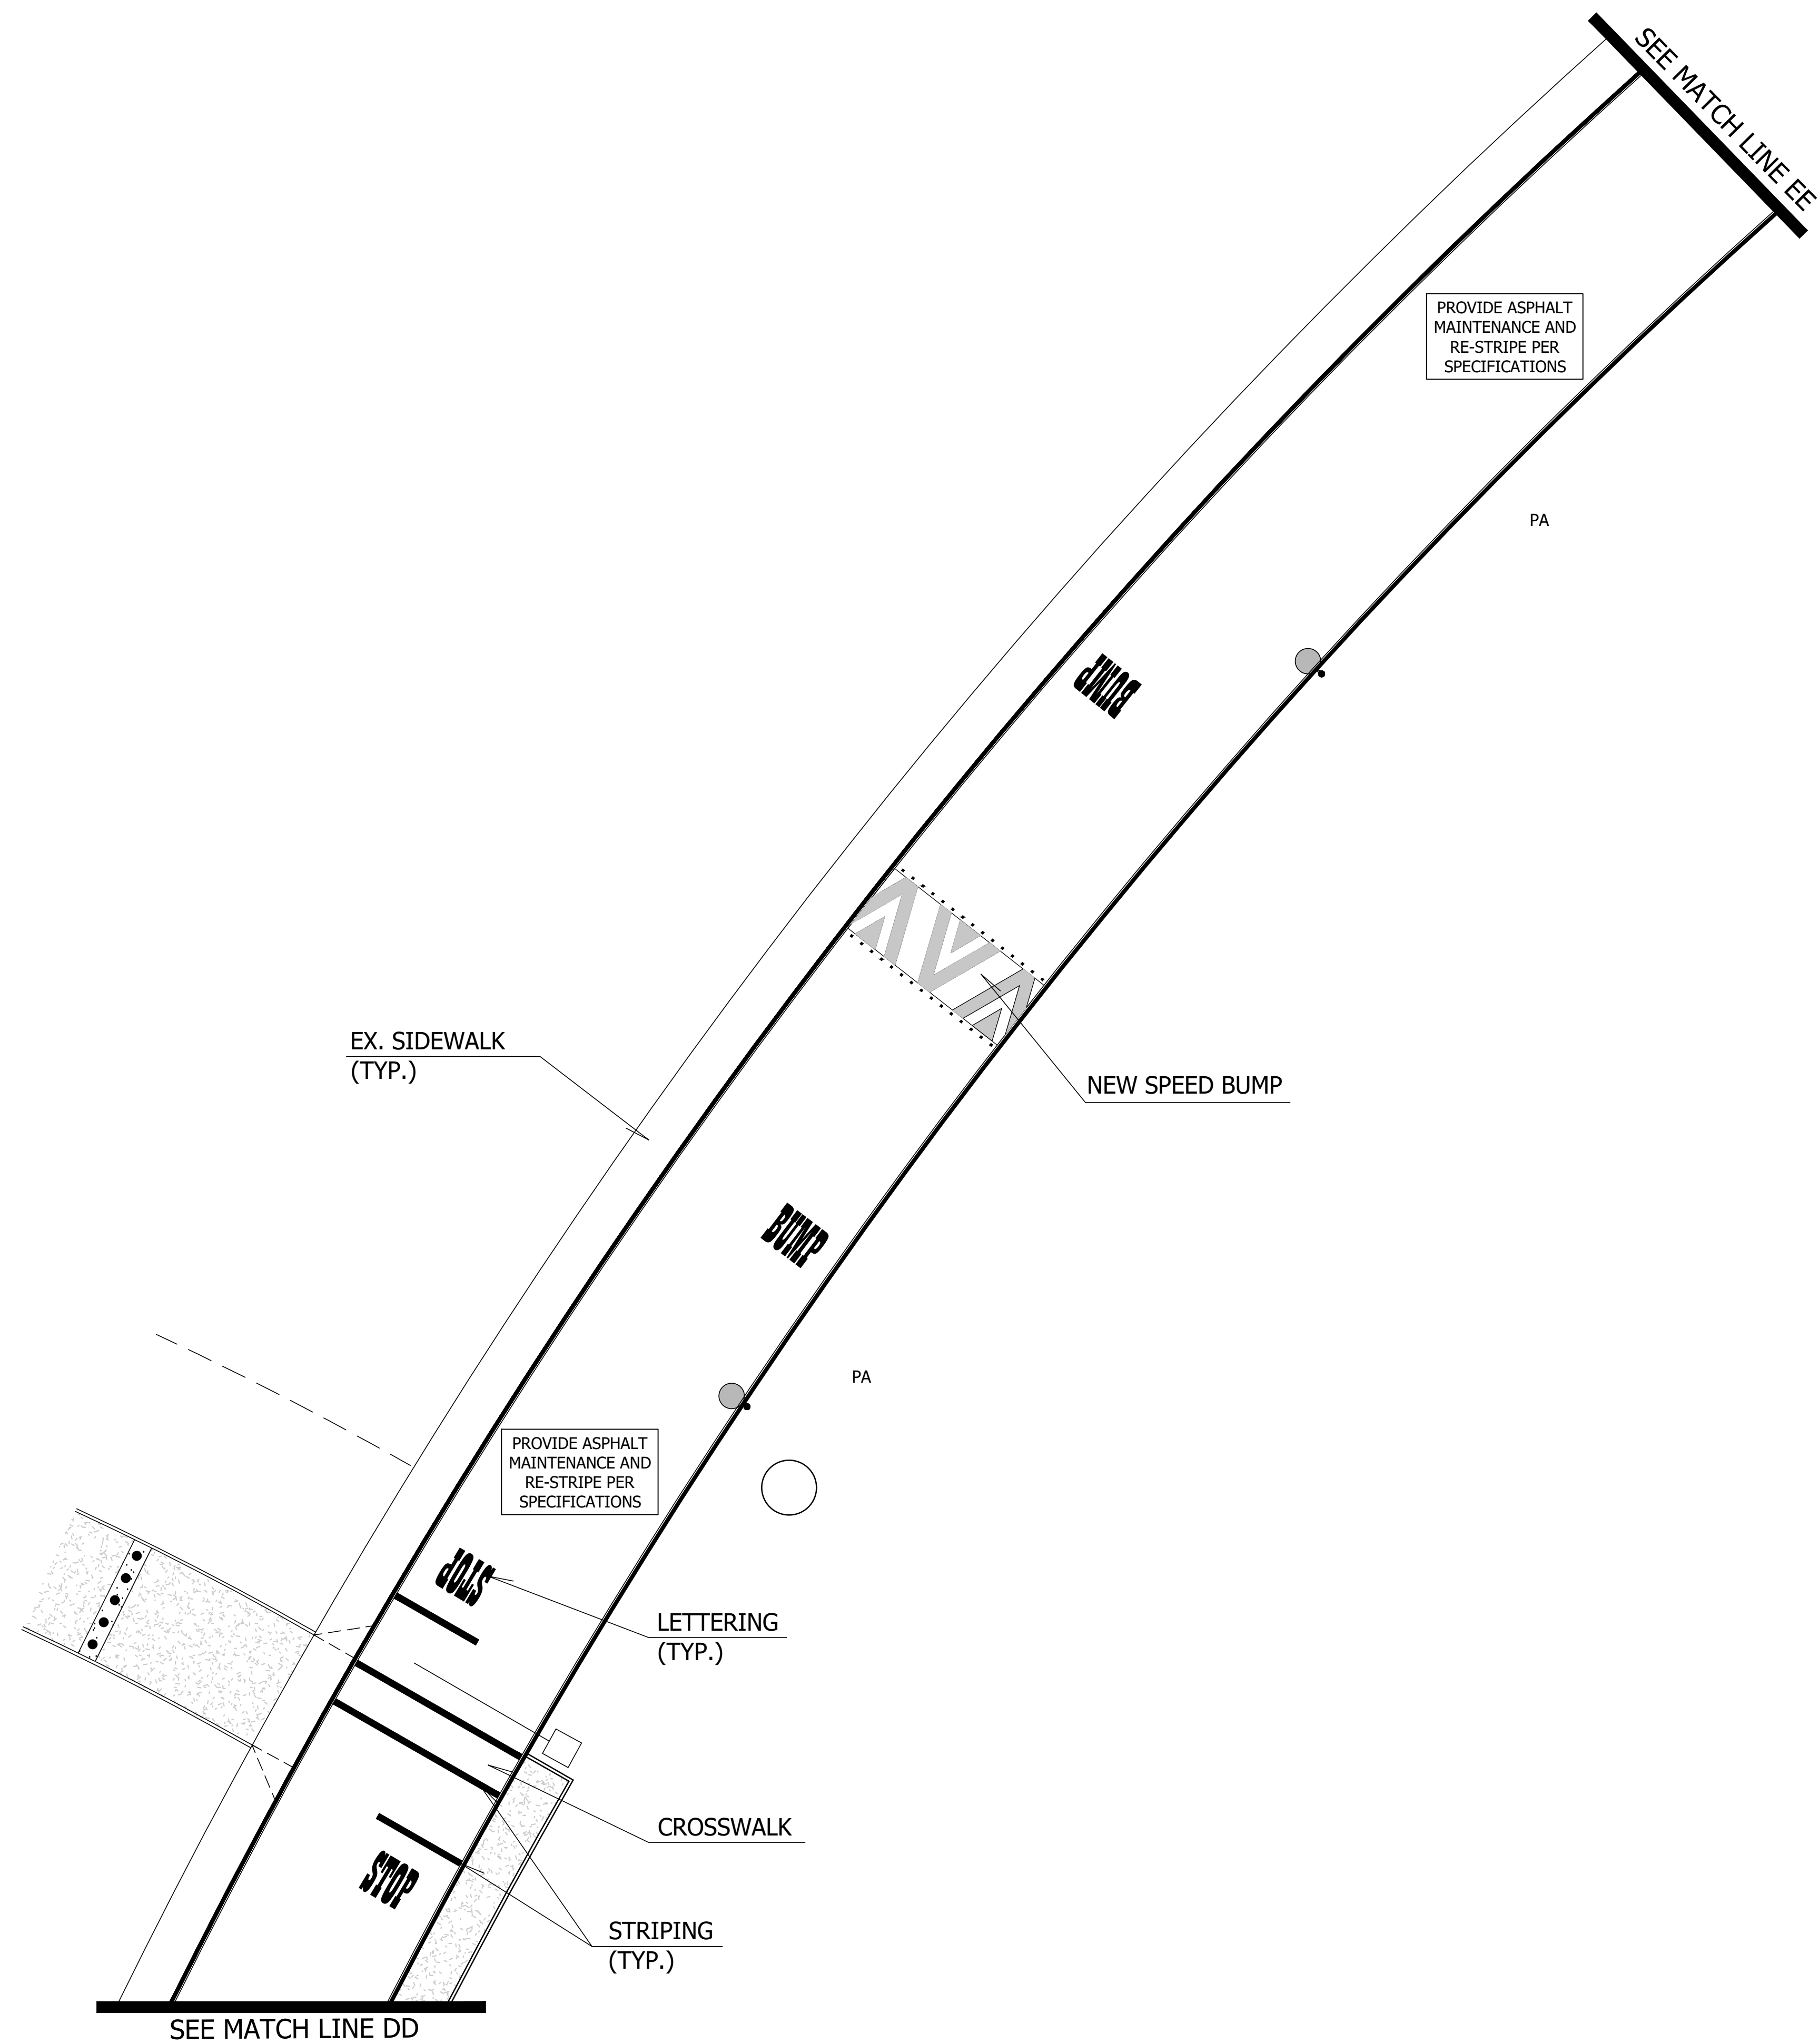 SEE MATCH LINE EE
PROVIDE ASPHALT
MAINTENANCE AND
RE-STRIPE PER
SPECIFICATIONS
PA
BUMP
EX. SIDEWALK
(TYP.)
NEW SPEED BUMP
BUMP
PA
PROVIDE ASPHALT
MAINTENANCE AND
RE-STRIPE PER
SPECIFICATIONS
STOP
LETTERING
(TYP.)
CROSSWALK
STOP
STRIPING
(TYP.)
SEE MATCH LINE DD